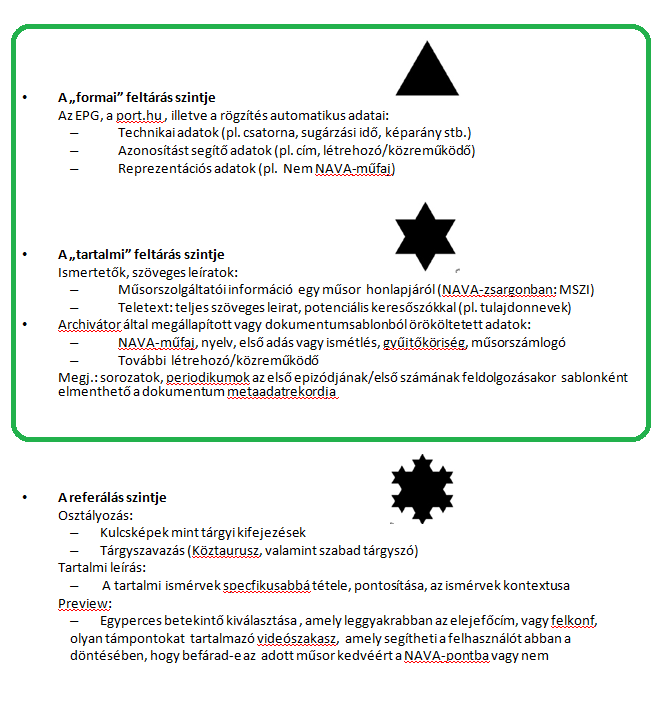 • A „formai” feltárás szintje
Az EPG, a port.hu , illetve a rögzítés automatikus adatai:
– Technikai adatok (pl. csatorna, sugárzási idő, képarány stb.)
– Azonosítást segítő adatok (pl. cím, létrehozó/közreműködő)
– Reprezentációs adatok (pl. Nem NAVA-műfaj)
• A „tartalmi” feltárás szintje
Ismertetők, szöveges leíratok:
– Műsorszolgáltatói információ egy műsor honlapjáról (NAVA-zsargonban: MSZI)
– Teletext: teljes szöveges leirat, potenciális keresőszókkal (pl. tulajdonnevek)
• Archivátor által megállapított vagy dokumentumsablonból örököltetett adatok:
– NAVA-műfaj, nyelv, első adás vagy ismétlés, gyűjtőköriség, műsorszámlogó
– További létrehozó/közreműködő
Megj.: sorozatok, periodikumok az első epizódjának/első számának feldolgozásakor sablonként
elmenthető a dokumentum metaadatrekordja
• A referálás szintje
Osztályozás:
– Kulcsképek mint tárgyi kifejezések
– Tárgyszavazás (Köztaurusz, valamint szabad tárgyszó)
Tartalmi leírás:
– A tartalmi ismérvek specfikusabbá tétele, pontosítása, az ismérvek kontextusa
Preview:
– Egyperces betekintő kiválasztása , amely leggyakrabban az elejefőcím, vagy felkonf,
olyan támpontokat tartalmazó videószakasz, amely segítheti a felhasználót abban a
döntésében, hogy befárad-e az adott műsor kedvéért a NAVA-pontba vagy nem